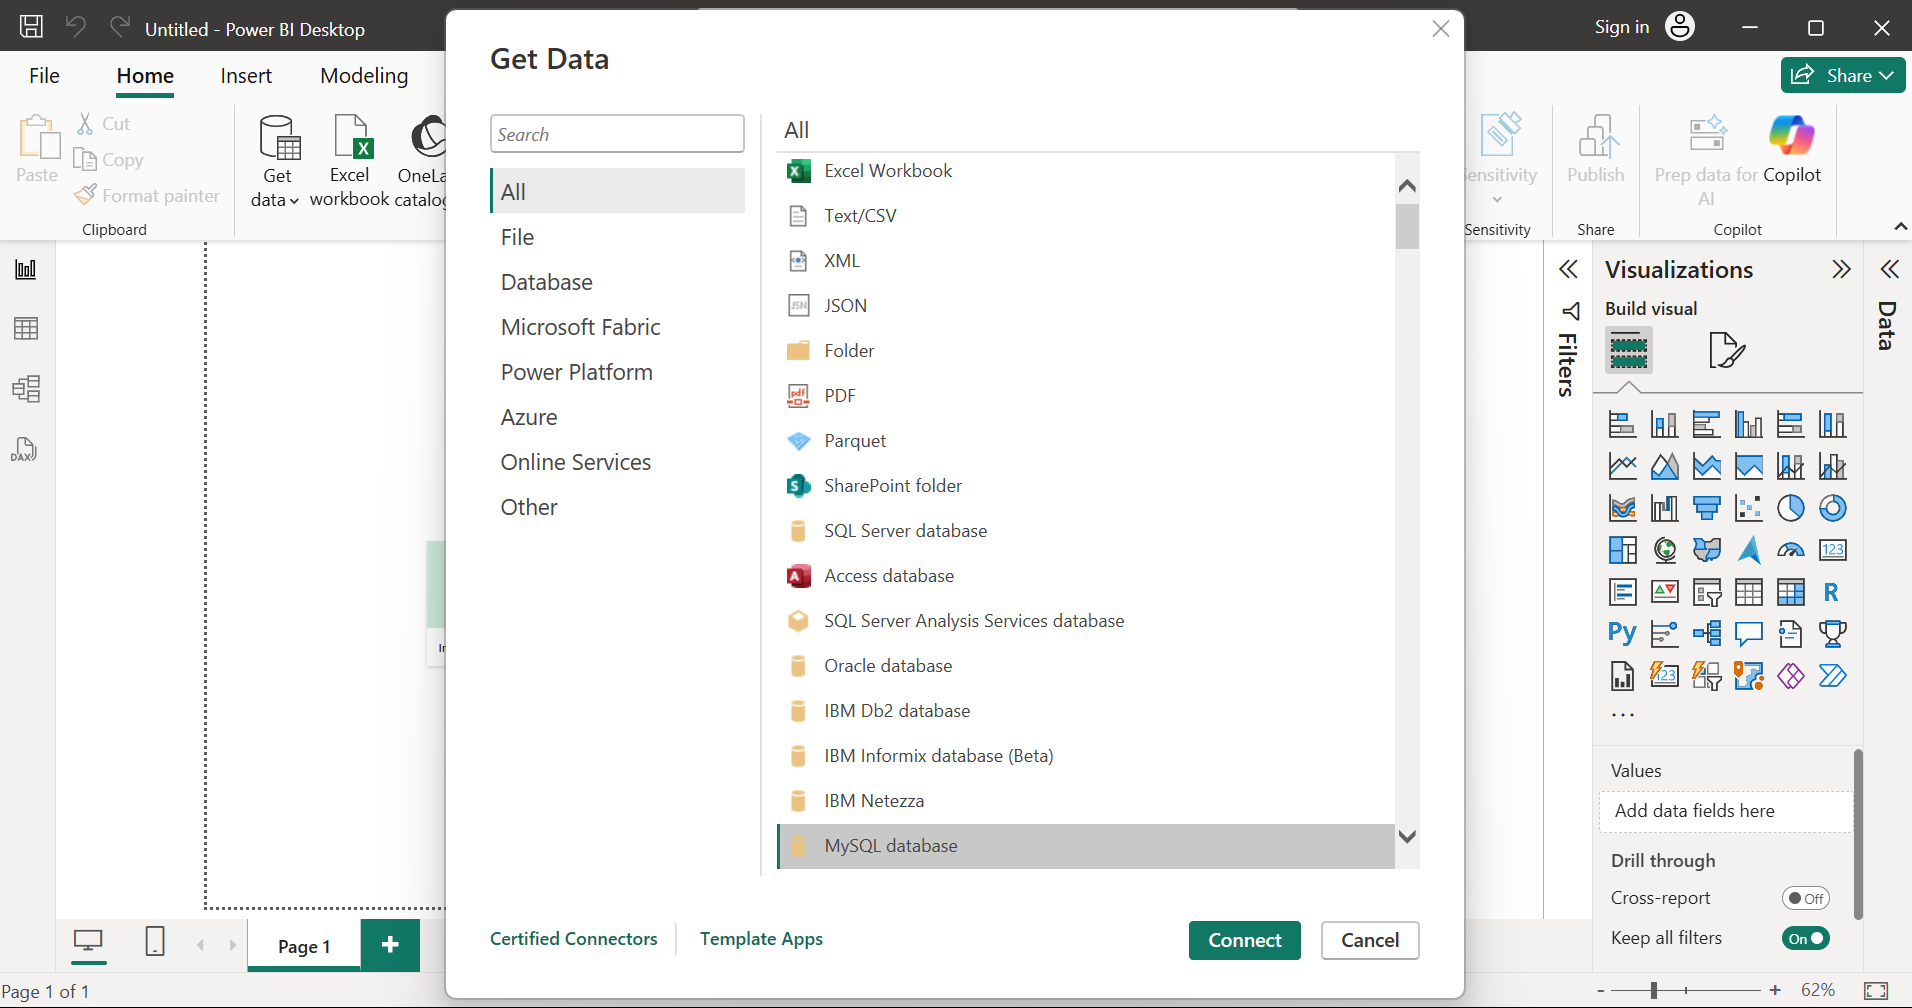 Untitled - Power BI Desktop
Sign in
File
Home
Insert
Modeling
Share
Paste
Cut
Copy
Format painter
Clipboard
Get
data
Excel
workbook
OneLa
catalog
Sensitivity
Sensitivity
Publish
Share
Prep data for
AI
Copilot
Copilot
Get Data
Search
All
File
Database
Microsoft Fabric
Power Platform
Azure
Online Services
Other
All
Excel Workbook
Text/CSV
XML
JSON
Folder
PDF
Parquet
SharePoint folder
SQL Server database
Access database
SQL Server Analysis Services database
Oracle database
IBM Db2 database
IBM Informix database (Beta)
IBM Netezza
MySQL database
Certified Connectors
Template Apps
Connect
Cancel
Filters
Visualizations
Build visual
123
R
Py
123
...
Values
Add data fields here
Drill through
Cross-report
Off
Keep all filters
On
Data
DAX
Page 1
+
Page 1 of 1
- + 62%